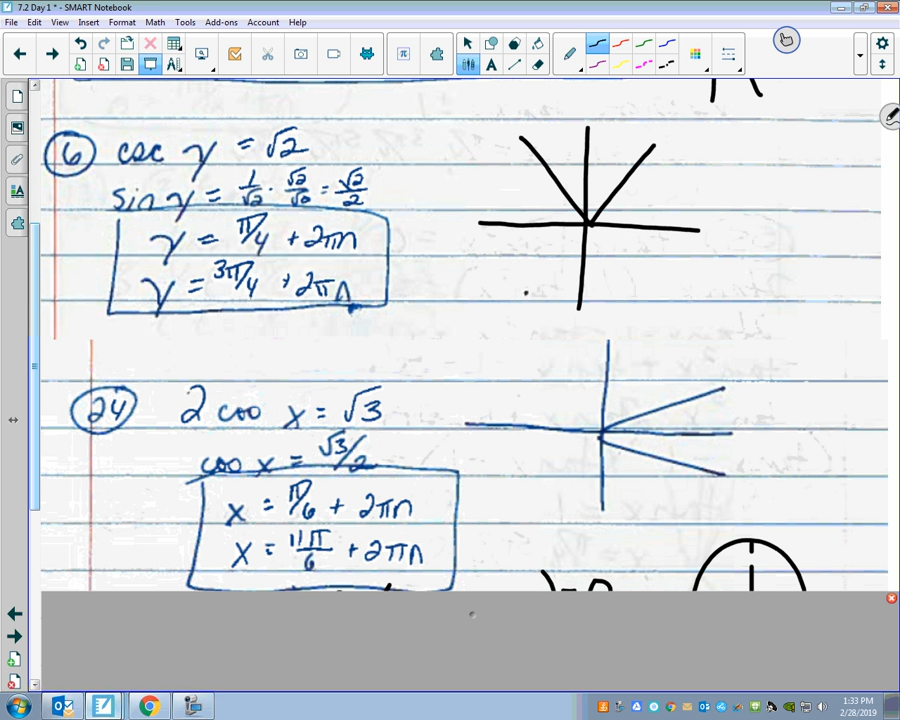 7.2 Day 1 * - SMART Notebook
File Edit View Insert Format Math Tools Add-ons Account Help
6 csc γ = √2
sin γ = 1/√2 · √2/√2 = √2/2
γ = π/4 + 2πn
γ = 3π/4 + 2πn
24 2 cos x = √3
cos x = √3/2
x = π/6 + 2πn
x = 11π/6 + 2πn
1:33 PM
2/28/2019